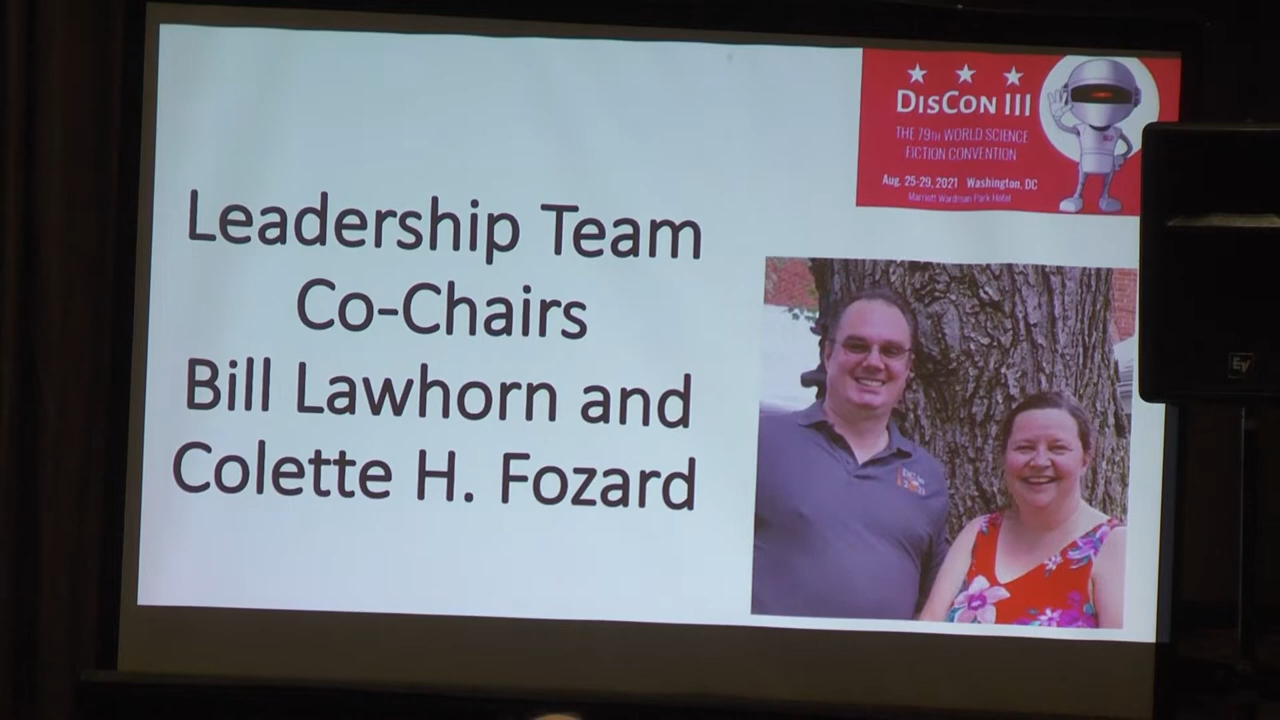 DISCON III
THE 79TH WORLD SCIENCE
FICTION CONVENTION
Aug. 25-29, 2021 Washington, DC
Marriott Wardman Park Hotel
Leadership Team
Co-Chairs
Bill Lawhorn and
Colette H. Fozard
EV